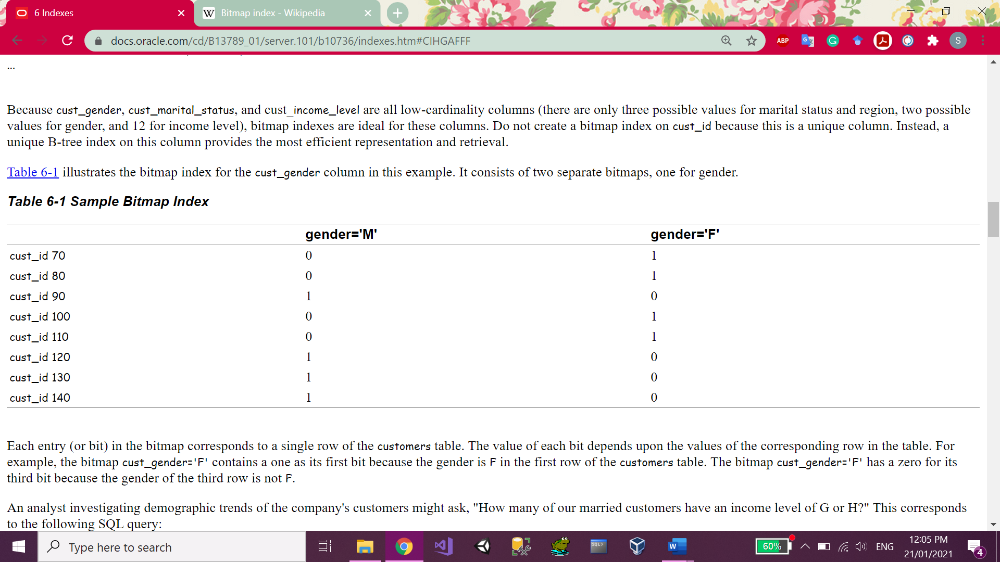 6 Indexes
Bitmap index - Wikipedia
docs.oracle.com/cd/B13789_01/server.101/b10736/indexes.htm#CIHGAFFF
ABP
S
...
Because cust_gender, cust_marital_status, and cust_income_level are all low-cardinality columns (there are only three possible values for marital status and region, two possible
values for gender, and 12 for income level), bitmap indexes are ideal for these columns. Do not create a bitmap index on cust_id because this is a unique column. Instead, a
unique B-tree index on this column provides the most efficient representation and retrieval.
Table 6-1 illustrates the bitmap index for the cust_gender column in this example. It consists of two separate bitmaps, one for gender.
Table 6-1 Sample Bitmap Index
gender='M' gender='F'
cust_id 70 0 1
cust_id 80 0 1
cust_id 90 1 0
cust_id 100 0 1
cust_id 110 0 1
cust_id 120 1 0
cust_id 130 1 0
cust_id 140 1 0
Each entry (or bit) in the bitmap corresponds to a single row of the customers table. The value of each bit depends upon the values of the corresponding row in the table. For
example, the bitmap cust_gender='F' contains a one as its first bit because the gender is F in the first row of the customers table. The bitmap cust_gender='F' has a zero for its
third bit because the gender of the third row is not F.
An analyst investigating demographic trends of the company's customers might ask, "How many of our married customers have an income level of G or H?" This corresponds
to the following SQL query:
Type here to search
SQL>
W
60%
ENG
12:05 PM
21/01/2021
4